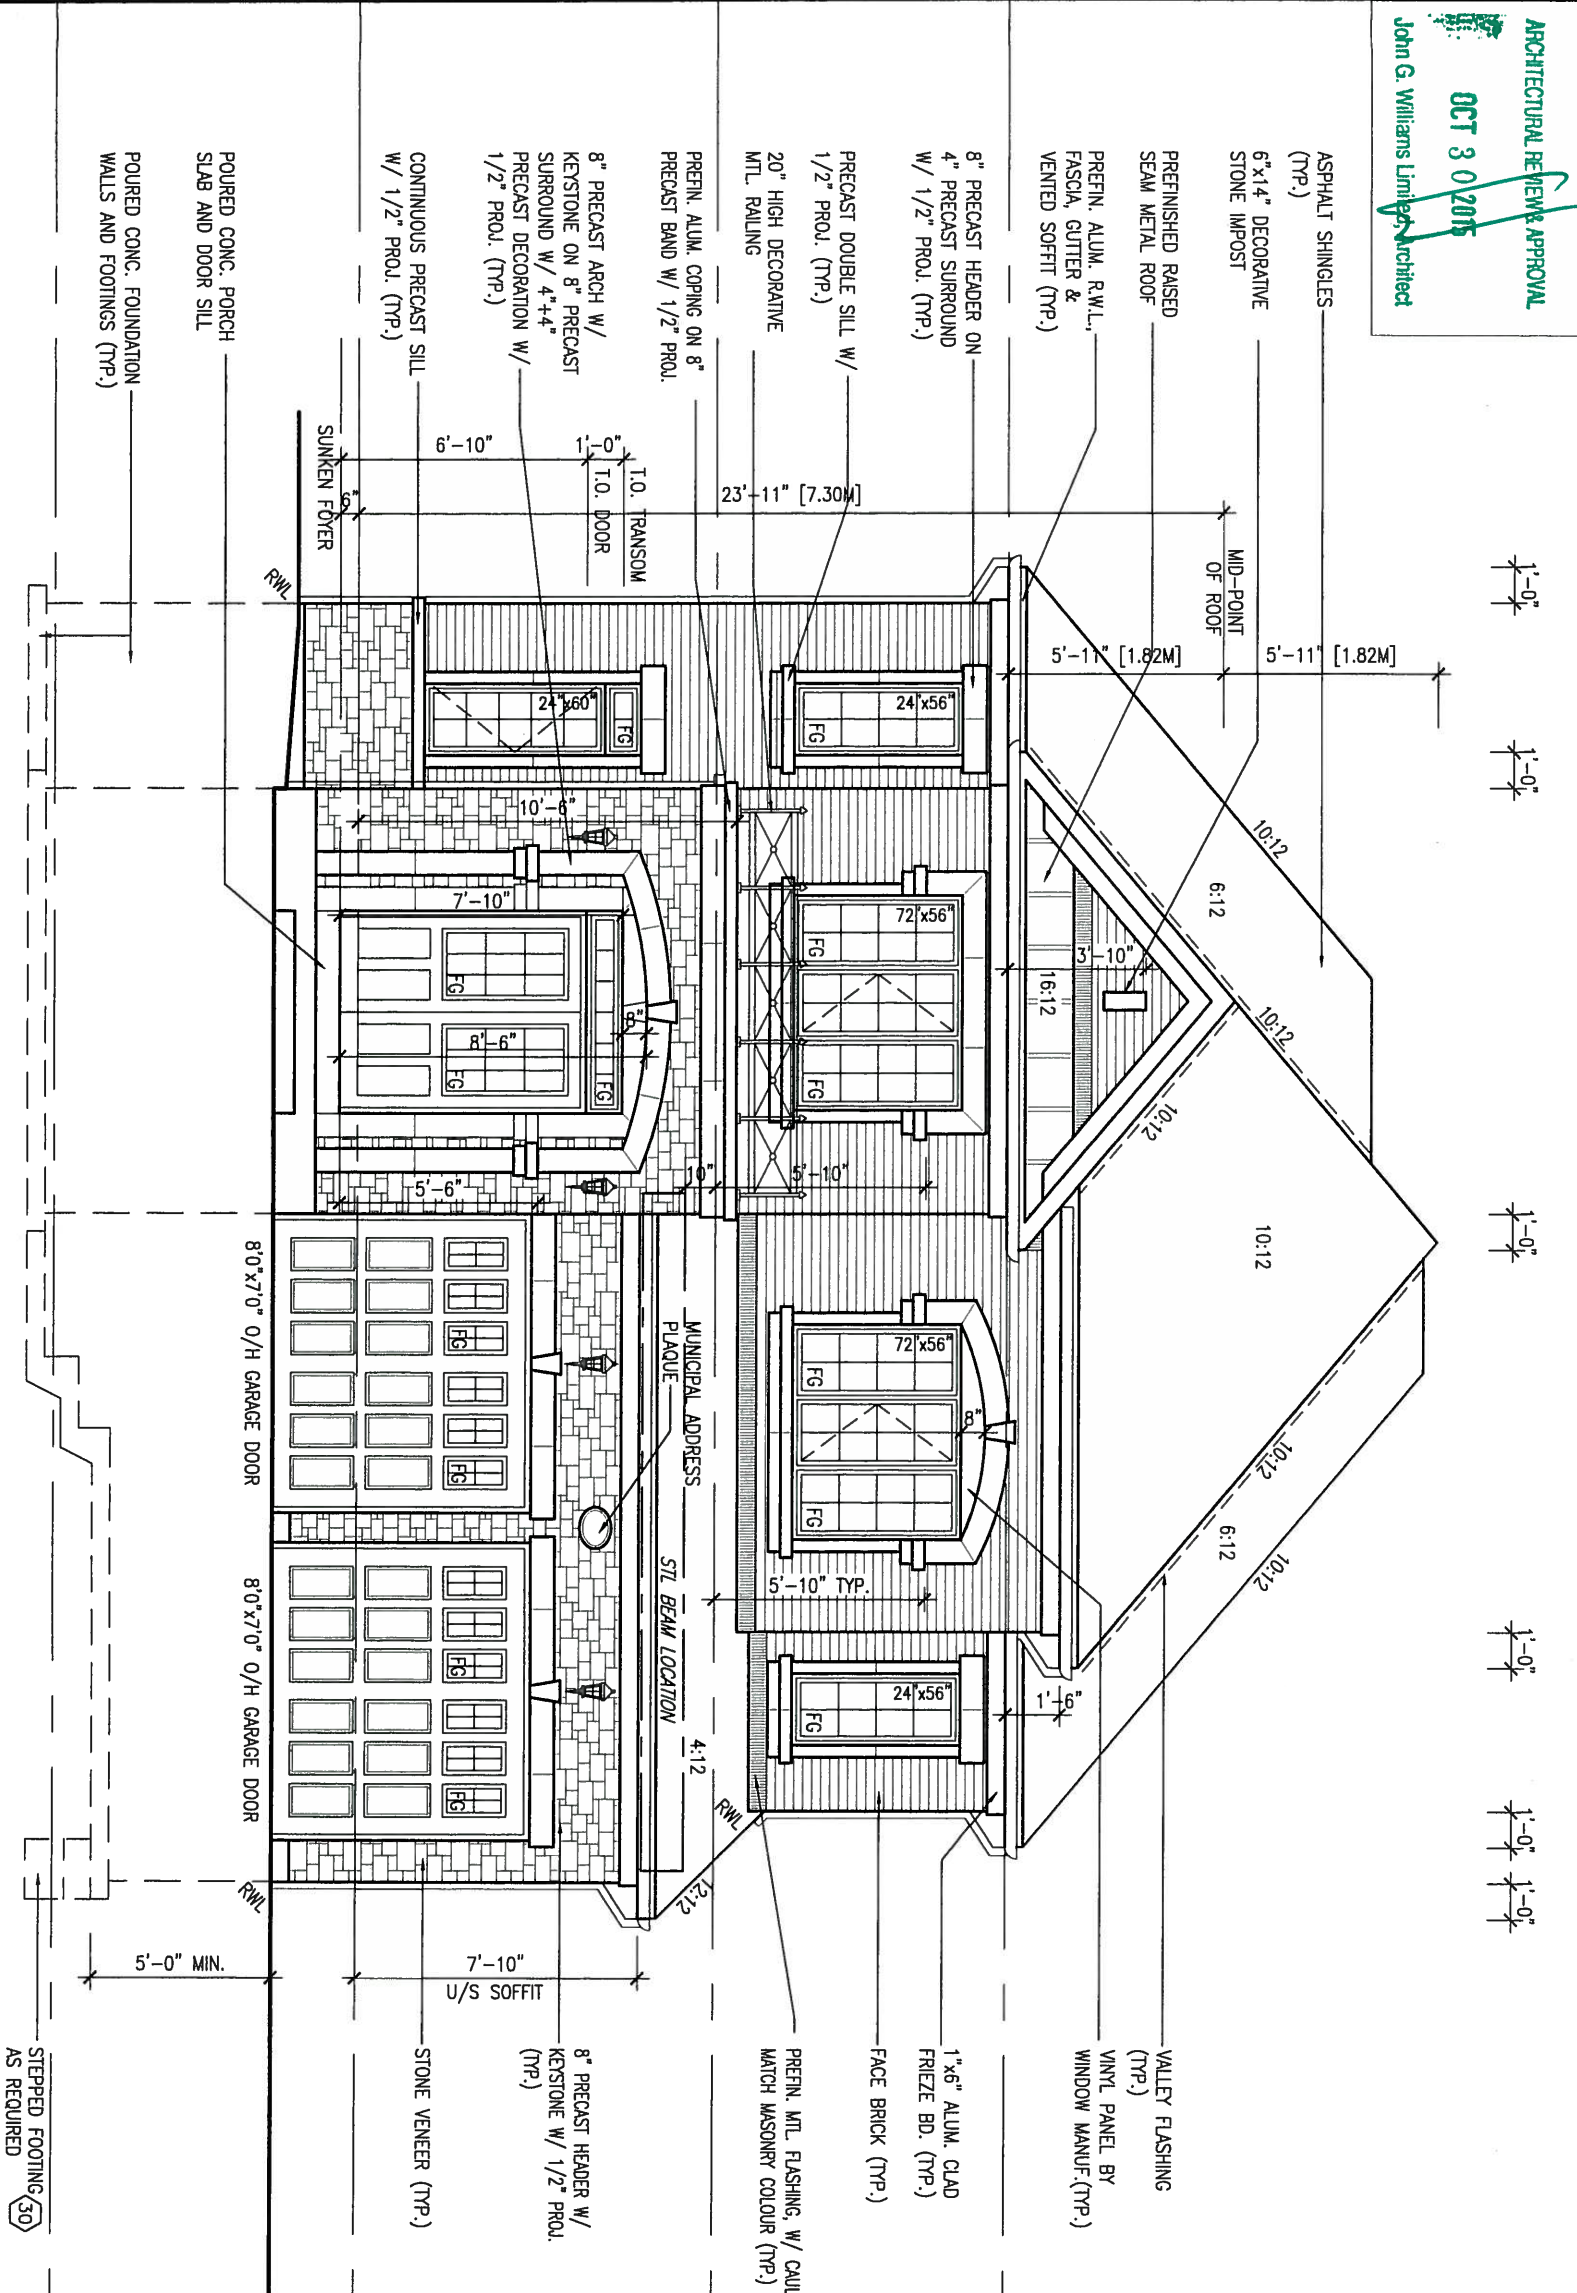 ARCHITECTURAL REVIEW & APPROVAL
OCT 30 2015
John G. Williams Limited, Architect
ASPHALT SHINGLES
(TYP.)
6"x14" DECORATIVE
STONE IMPOST
PREFINISHED RAISED
SEAM METAL ROOF
PREFIN. ALUM. R.W.L.,
FASCIA, GUTTER &
VENTED SOFFIT (TYP.)
8" PRECAST HEADER ON
4" PRECAST SURROUND
W/ 1/2" PROJ. (TYP.)
PRECAST DOUBLE SILL W/
1/2" PROJ. (TYP.)
20" HIGH DECORATIVE
MTL. RAILING
PREFIN. ALUM. COPING ON 8"
PRECAST BAND W/ 1/2" PROJ.
8" PRECAST ARCH W/
KEYSTONE ON 8" PRECAST
SURROUND W/ 4"+4"
PRECAST DECORATION W/
1/2" PROJ. (TYP.)
CONTINUOUS PRECAST SILL
W/ 1/2" PROJ. (TYP.)
POURED CONC. PORCH
SLAB AND DOOR SILL
POURED CONC. FOUNDATION
WALLS AND FOOTINGS (TYP.)
6'-10"
1'-0"
T.O. TRANSOM
T.O. DOOR
6"
SUNKEN FOYER
23'-11" [7.30M]
MID-POINT
OF ROOF
5'-11" [1.82M]
5'-11" [1.82M]
1'-0"
1'-0"
1'-0"
1'-0"
1'-0"
1'-0"
10:12
6:12
10:12
10:12
16:12
3'-10"
10:12
10:12
6:12
10:12
RWL
24"x56"
FG
24"x60"
FG
72"x56"
FG
FG
10'-6"
7'-10"
8"
8'-6"
FG
FG
FG
5'-6"
10"
5'-10"
72"x56"
8"
FG
FG
5'-10" TYP.
24"x56"
FG
1'-6"
MUNICIPAL ADDRESS
PLAQUE
STL BEAM LOCATION
4:12
RWL
12:12
RWL
FG
FG
FG
FG
8'0"x7'0" O/H GARAGE DOOR
8'0"x7'0" O/H GARAGE DOOR
7'-10"
U/S SOFFIT
5'-0" MIN.
VALLEY FLASHING
(TYP.)
VINYL PANEL BY
WINDOW MANUF.(TYP.)
1"x6" ALUM. CLAD
FRIEZE BD. (TYP.)
FACE BRICK (TYP.)
PREFIN. MTL. FLASHING, W/ CAUL
MATCH MASONRY COLOUR (TYP.)
8" PRECAST HEADER W/
KEYSTONE W/ 1/2" PROJ.
(TYP.)
STONE VENEER (TYP.)
STEPPED FOOTING
AS REQUIRED
30